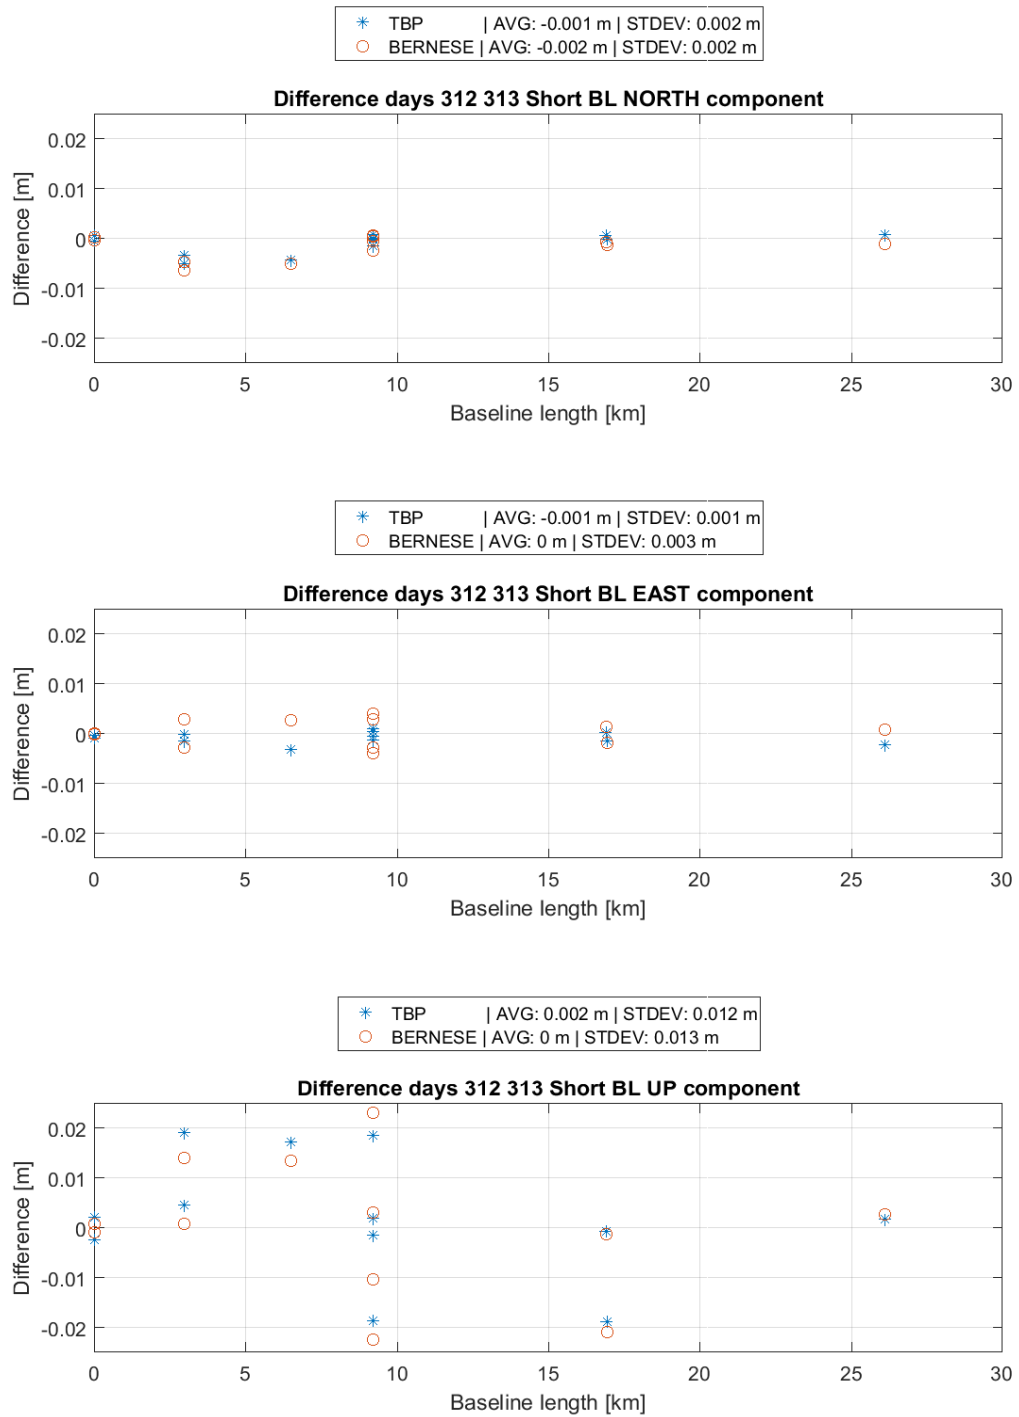 TBP | AVG: -0.001 m | STDEV: 0.002 m
BERNESE | AVG: -0.002 m | STDEV: 0.002 m
Difference days 312 313 Short BL NORTH component
0.02
0.01
0
-0.01
-0.02
Difference [m]
0 5 10 15 20 25 30
Baseline length [km]
TBP | AVG: -0.001 m | STDEV: 0.001 m
BERNESE | AVG: 0 m | STDEV: 0.003 m
Difference days 312 313 Short BL EAST component
0.02
0.01
0
-0.01
-0.02
Difference [m]
0 5 10 15 20 25 30
Baseline length [km]
TBP | AVG: 0.002 m | STDEV: 0.012 m
BERNESE | AVG: 0 m | STDEV: 0.013 m
Difference days 312 313 Short BL UP component
0.02
0.01
0
-0.01
-0.02
Difference [m]
0 5 10 15 20 25 30
Baseline length [km]